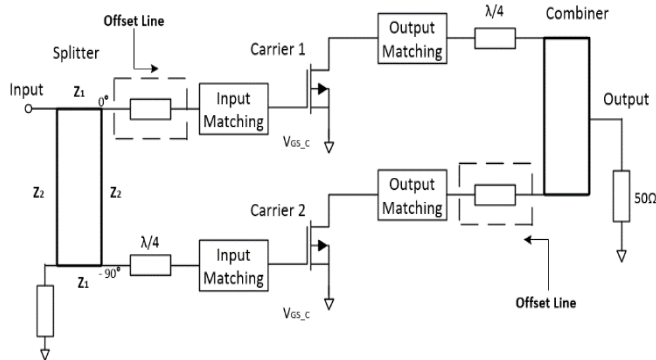 Offset Line
Splitter
Input
Z₁
0°
Input
Matching
Carrier 1
V_GS_C
Output
Matching
λ/4
Combiner
Output
50Ω
Z₂
Z₂
Z₁
-90°
λ/4
Input
Matching
Carrier 2
V_GS_C
Output
Matching
Offset Line